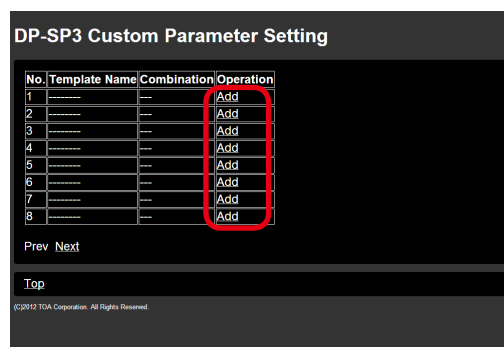 DP-SP3 Custom Parameter Setting
No. Template Name Combination Operation
1 -------- --- Add
2 -------- --- Add
3 -------- --- Add
4 -------- --- Add
5 -------- --- Add
6 -------- --- Add
7 -------- --- Add
8 -------- --- Add
Prev Next
Top
(C)2012 TOA Corporation. All Rights Reserved.